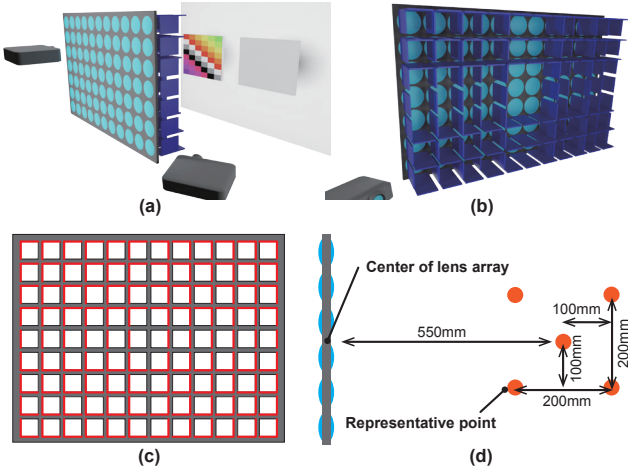 (a)
(b)
(c)
Center of lens array
550mm
100mm
100mm
200mm
200mm
Representative point
(d)